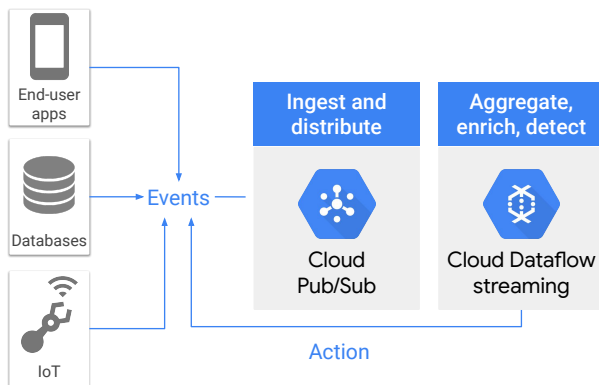 End-user
apps
Databases
IoT
Events
Ingest and
distribute
Cloud
Pub/Sub
Aggregate,
enrich, detect
Cloud Dataflow
streaming
Action